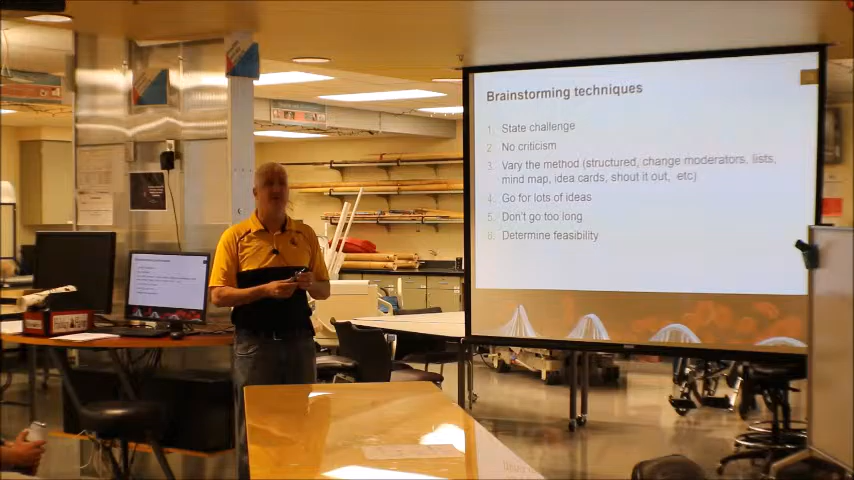 Brainstorming techniques
1. State challenge
2. No criticism
3. Vary the method (structured, change moderators, lists,
mind map, idea cards, shout it out, etc)
4. Go for lots of ideas
5. Don't go too long
6. Determine feasibility